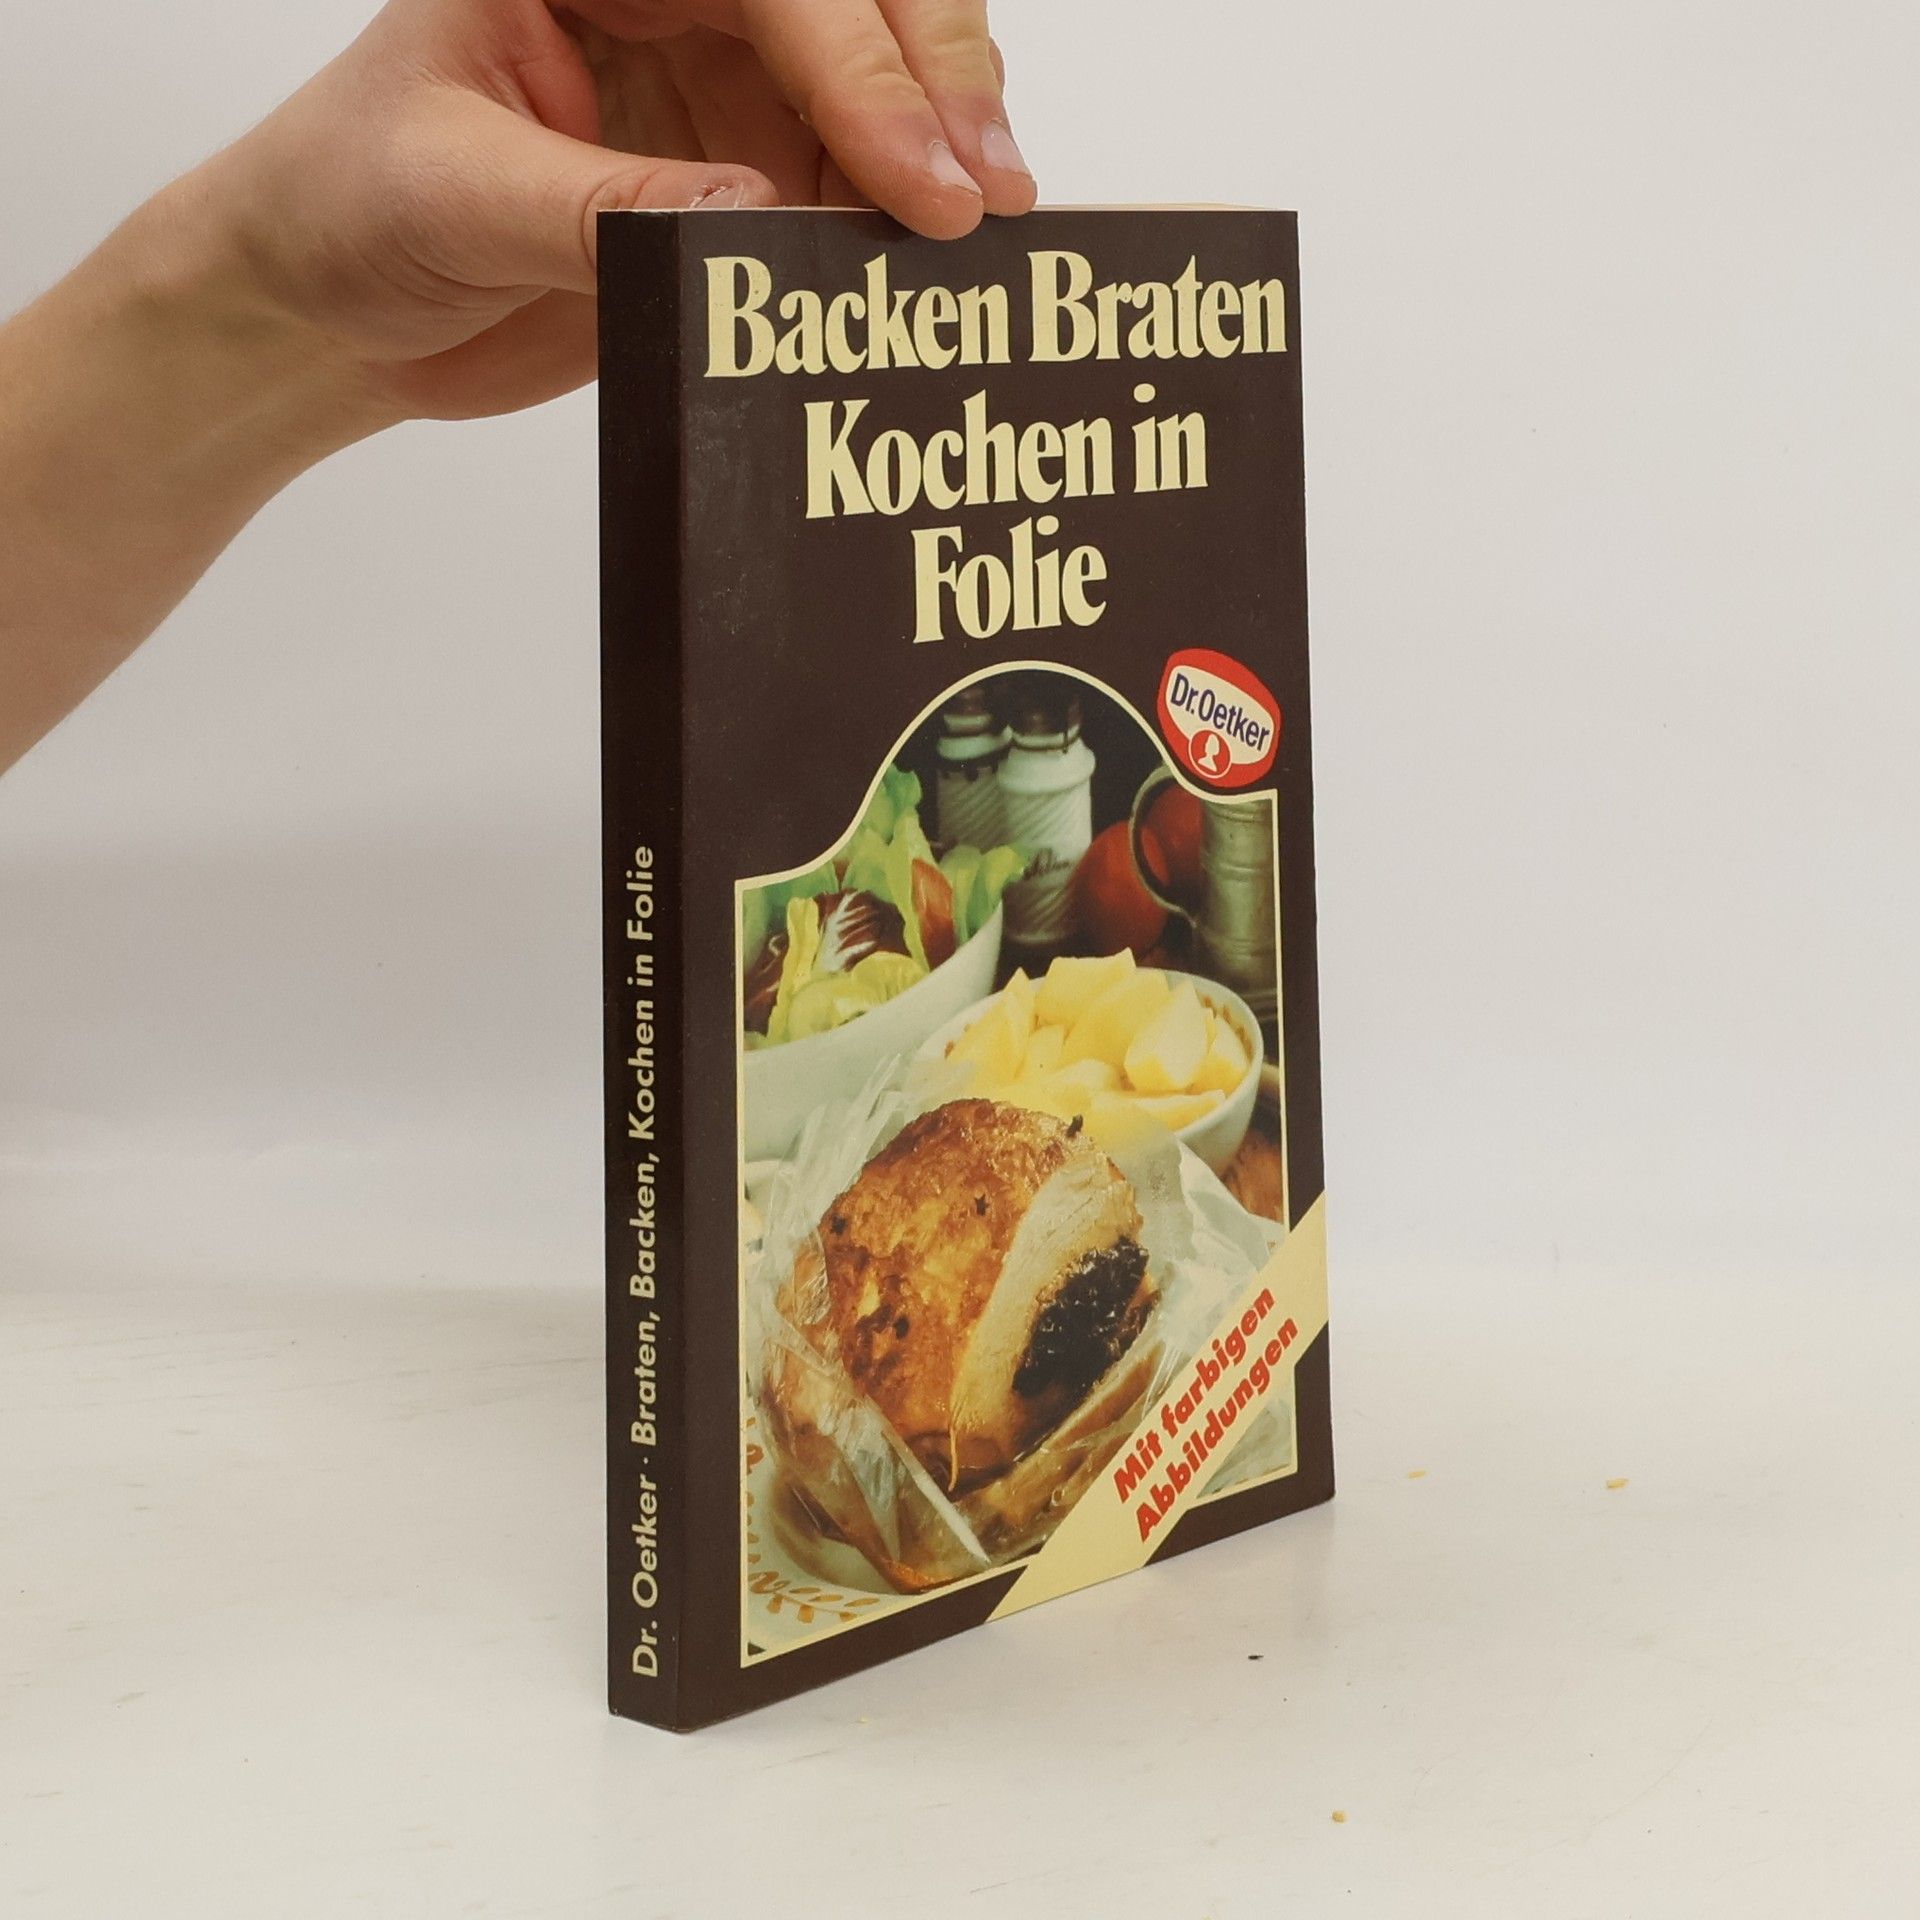 Backen Braten
Kochen in
Folie
Dr. Oetker
Mit farbigen
Abbildungen
Dr. Oetker · Braten, Backen, Kochen in Folie